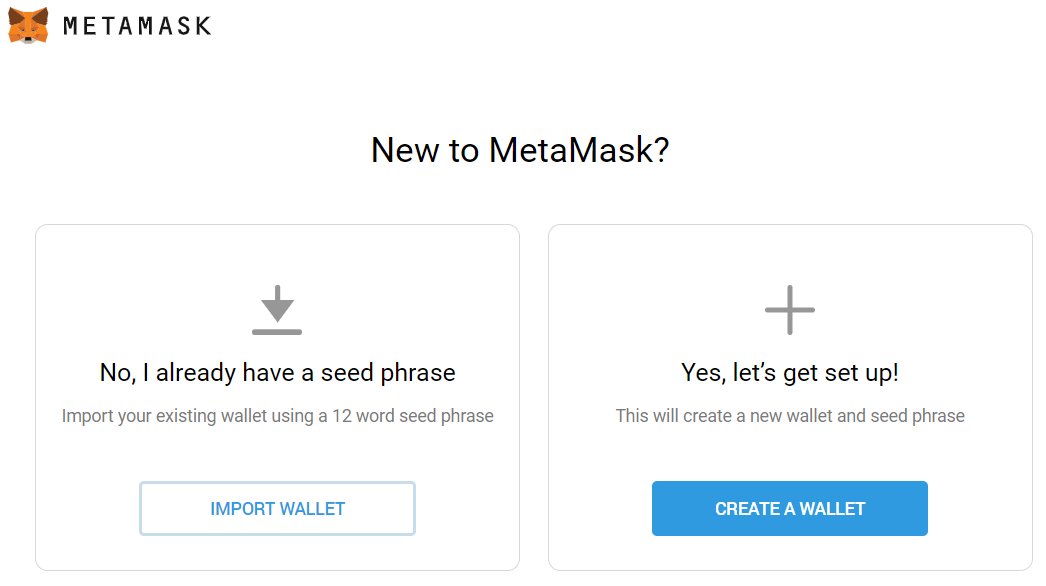 METAMASK
New to MetaMask?
No, I already have a seed phrase
Import your existing wallet using a 12 word seed phrase
IMPORT WALLET
Yes, let’s get set up!
This will create a new wallet and seed phrase
CREATE A WALLET